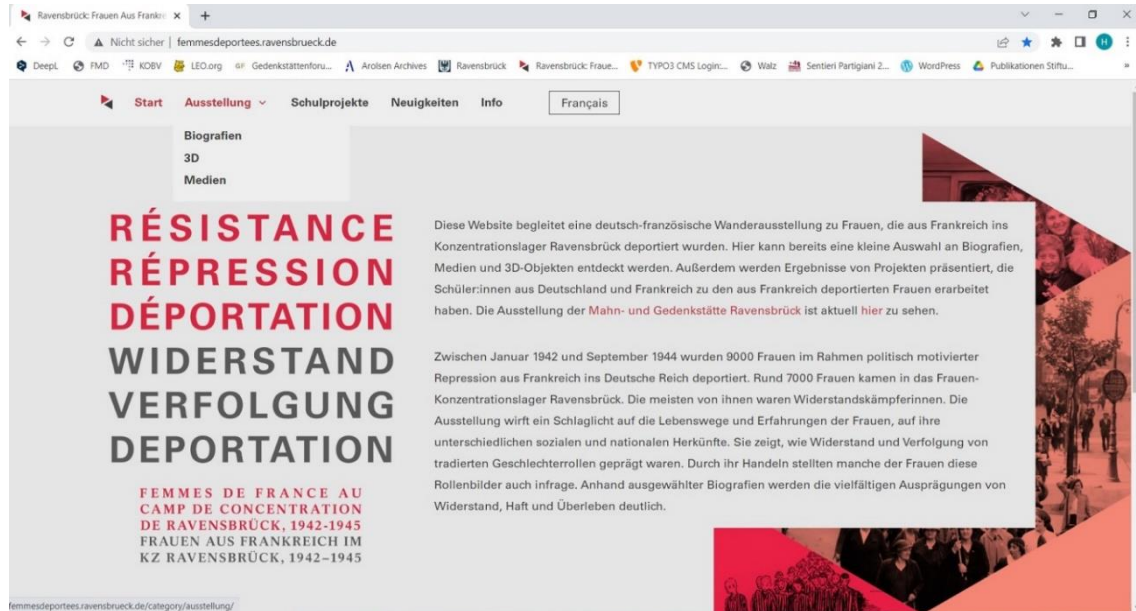 Ravensbrück: Frauen Aus Frankre
Nicht sicher | femmesdeportees.ravensbrueck.de
DeepL FMD KOBV LEO.org Gedenkstättenforu... Arolsen Archives Ravensbrück Ravensbrück: Fraue... TYPO3 CMS Login:... Walz Sentieri Partigiani 2... WordPress Publikationen Stiftu... »
Start Ausstellung Schulprojekte Neuigkeiten Info Français
Biografien
3D
Medien
RÉSISTANCE
RÉPRESSION
DÉPORTATION
WIDERSTAND
VERFOLGUNG
DEPORTATION
FEMMES DE FRANCE AU
CAMP DE CONCENTRATION
DE RAVENSBRÜCK, 1942-1945
FRAUEN AUS FRANKREICH IM
KZ RAVENSBRÜCK, 1942–1945
Diese Website begleitet eine deutsch-französische Wanderausstellung zu Frauen, die aus Frankreich ins
Konzentrationslager Ravensbrück deportiert wurden. Hier kann bereits eine kleine Auswahl an Biografien,
Medien und 3D-Objekten entdeckt werden. Außerdem werden Ergebnisse von Projekten präsentiert, die
Schüler:innen aus Deutschland und Frankreich zu den aus Frankreich deportierten Frauen erarbeitet
haben. Die Ausstellung der Mahn- und Gedenkstätte Ravensbrück ist aktuell hier zu sehen.
Zwischen Januar 1942 und September 1944 wurden 9000 Frauen im Rahmen politisch motivierter
Repression aus Frankreich ins Deutsche Reich deportiert. Rund 7000 Frauen kamen in das Frauen-
Konzentrationslager Ravensbrück. Die meisten von ihnen waren Widerstandskämpferinnen. Die
Ausstellung wirft ein Schlaglicht auf die Lebenswege und Erfahrungen der Frauen, auf ihre
unterschiedlichen sozialen und nationalen Herkünfte. Sie zeigt, wie Widerstand und Verfolgung von
tradierten Geschlechterrollen geprägt waren. Durch ihr Handeln stellten manche der Frauen diese
Rollenbilder auch infrage. Anhand ausgewählter Biografien werden die vielfältigen Ausprägungen von
Widerstand, Haft und Überleben deutlich.
femmesdeportees.ravensbrueck.de/category/ausstellung/